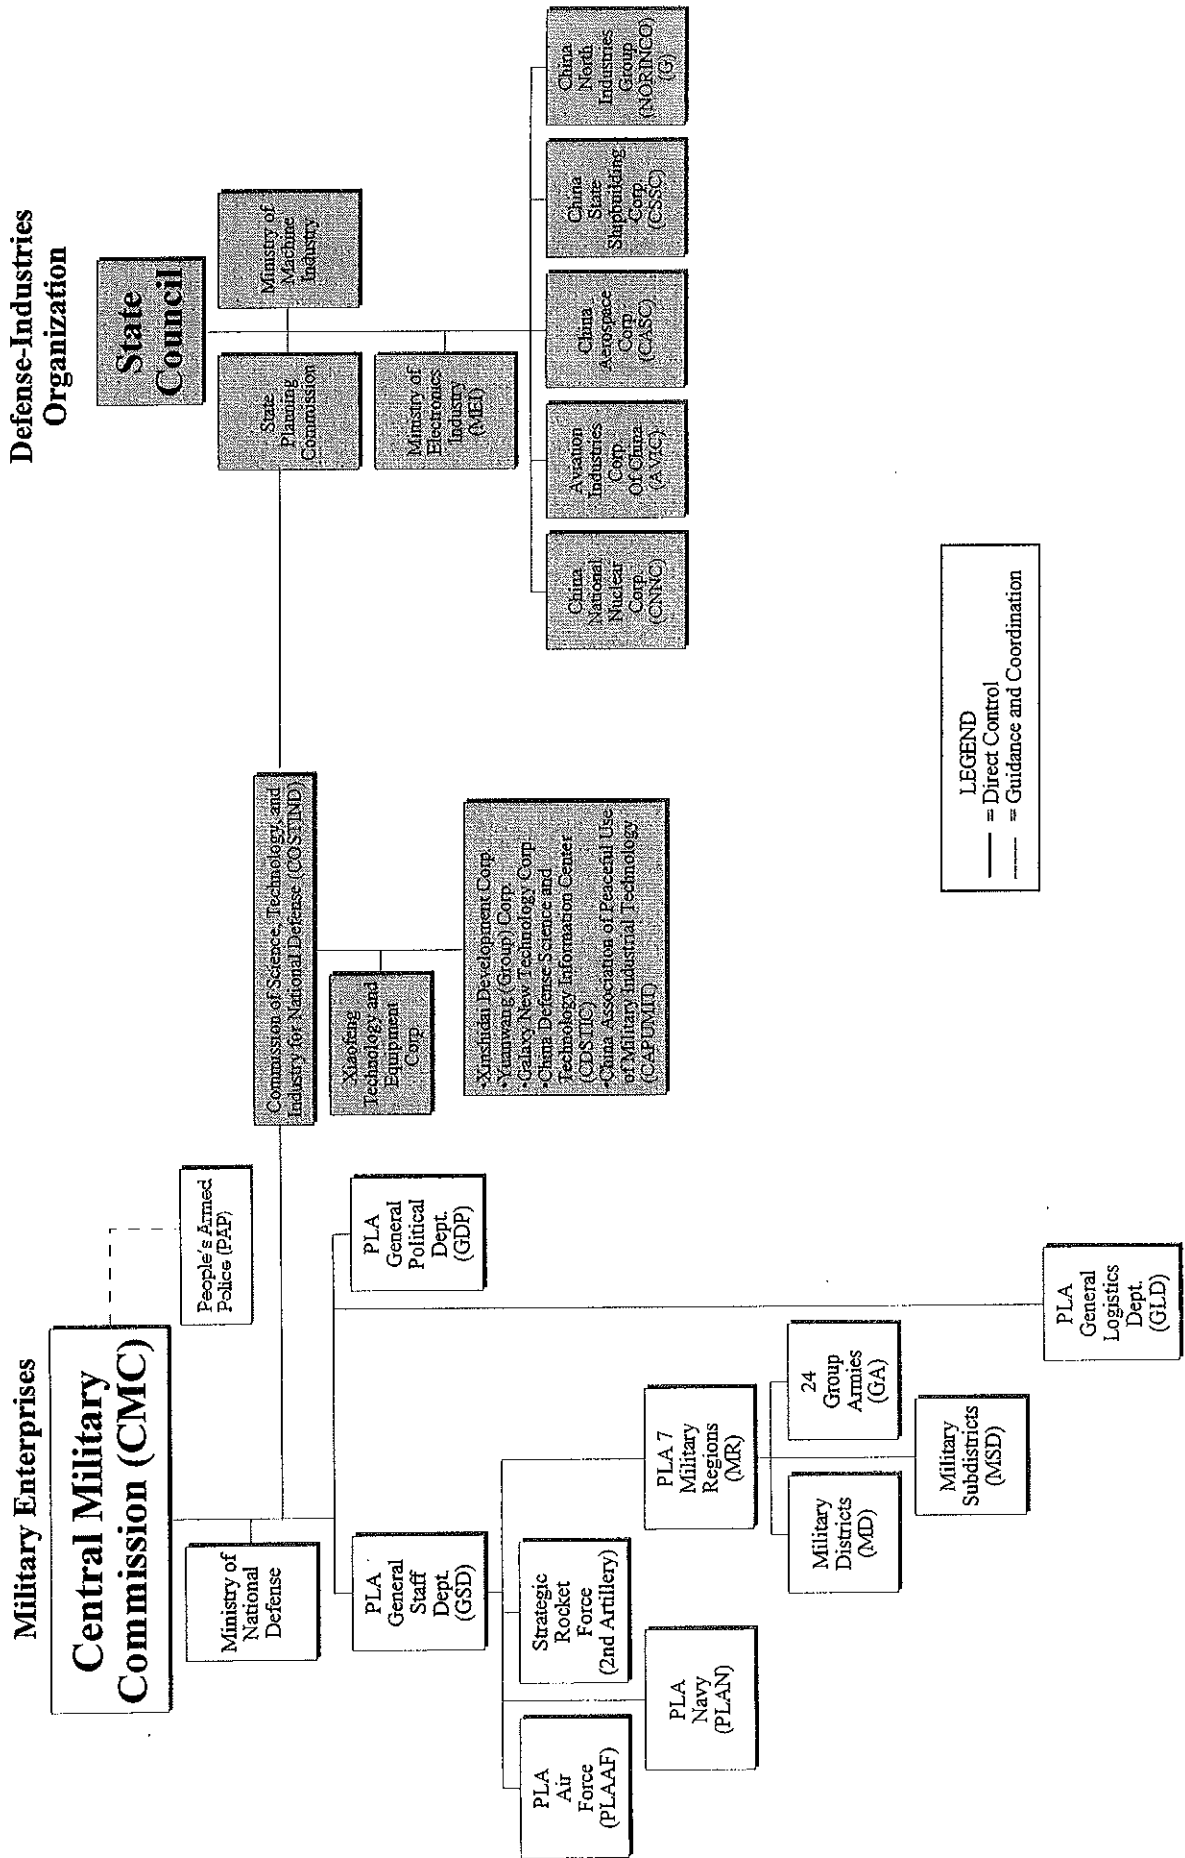 Military Enterprises
Central Military
Commission (CMC)
People's Armed
Police (PAP)
Ministry of
National
Defense
PLA
General
Staff
Dept.
(GSD)
PLA
General
Political
Dept.
(GDP)
PLA
Air
Force
(PLAAF)
Strategic
Rocket
Force
(2nd Artillery)
PLA
Navy
(PLAN)
PLA 7
Military
Regions
(MR)
Military
Districts
(MD)
24
Group
Armies
(GA)
Military
Subdistricts
(MSD)
PLA
General
Logistics
Dept.
(GLD)
Commission of Science, Technology, and
Industry for National Defense (COSTIND)
Xiaofeng
Technology and
Equipment
Corp
•Xinshidai Development Corp.
•Yuanwang (Group) Corp.
•Galaxy New Technology Corp.
•China Defense Science and
Technology Information Center
(CDSTIC)
•China Association of Peaceful Use
of Military Industrial Technology
(CAPUMIT)
Defense-Industries
Organization
State
Council
State
Planning
Commission
Ministry of
Machine
Industry
Ministry of
Electronics
Industry
(MEI)
China
National
Nuclear
Corp.
(CNNC)
Aviation
Industries
Corp
Of China
(AVIC)
China
Aerospace
Corp
(CASC)
China
State
Shipbuilding
Corp.
(CSSC)
China
North
Industries
Group
(NORINCO)
(G)
LEGEND
= Direct Control
= Guidance and Coordination